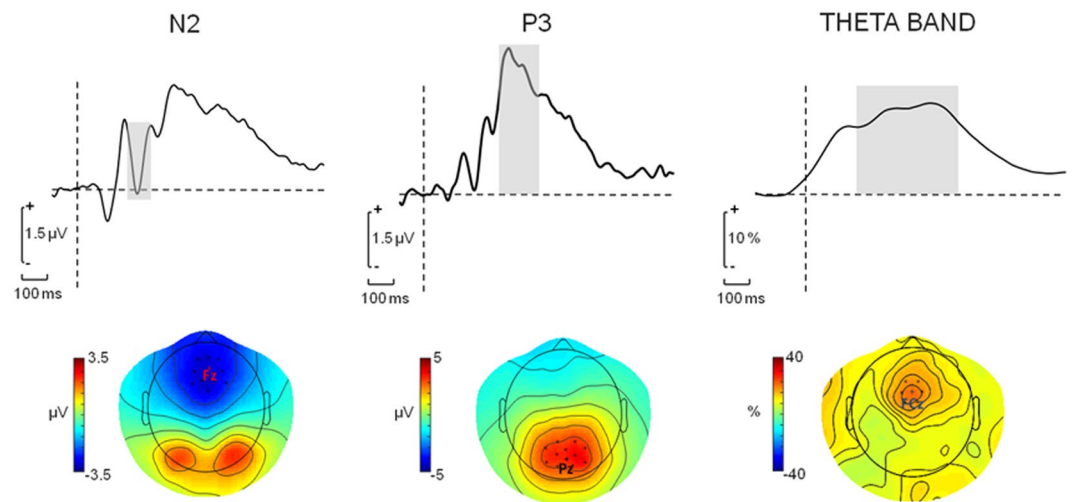 N2
P3
THETA BAND
+
1.5 µV
-
100 ms
+
1.5 µV
-
100 ms
+
10 %
-
100 ms
3.5
µV
-3.5
Fz
5
µV
-5
Pz
40
%
-40
FCz